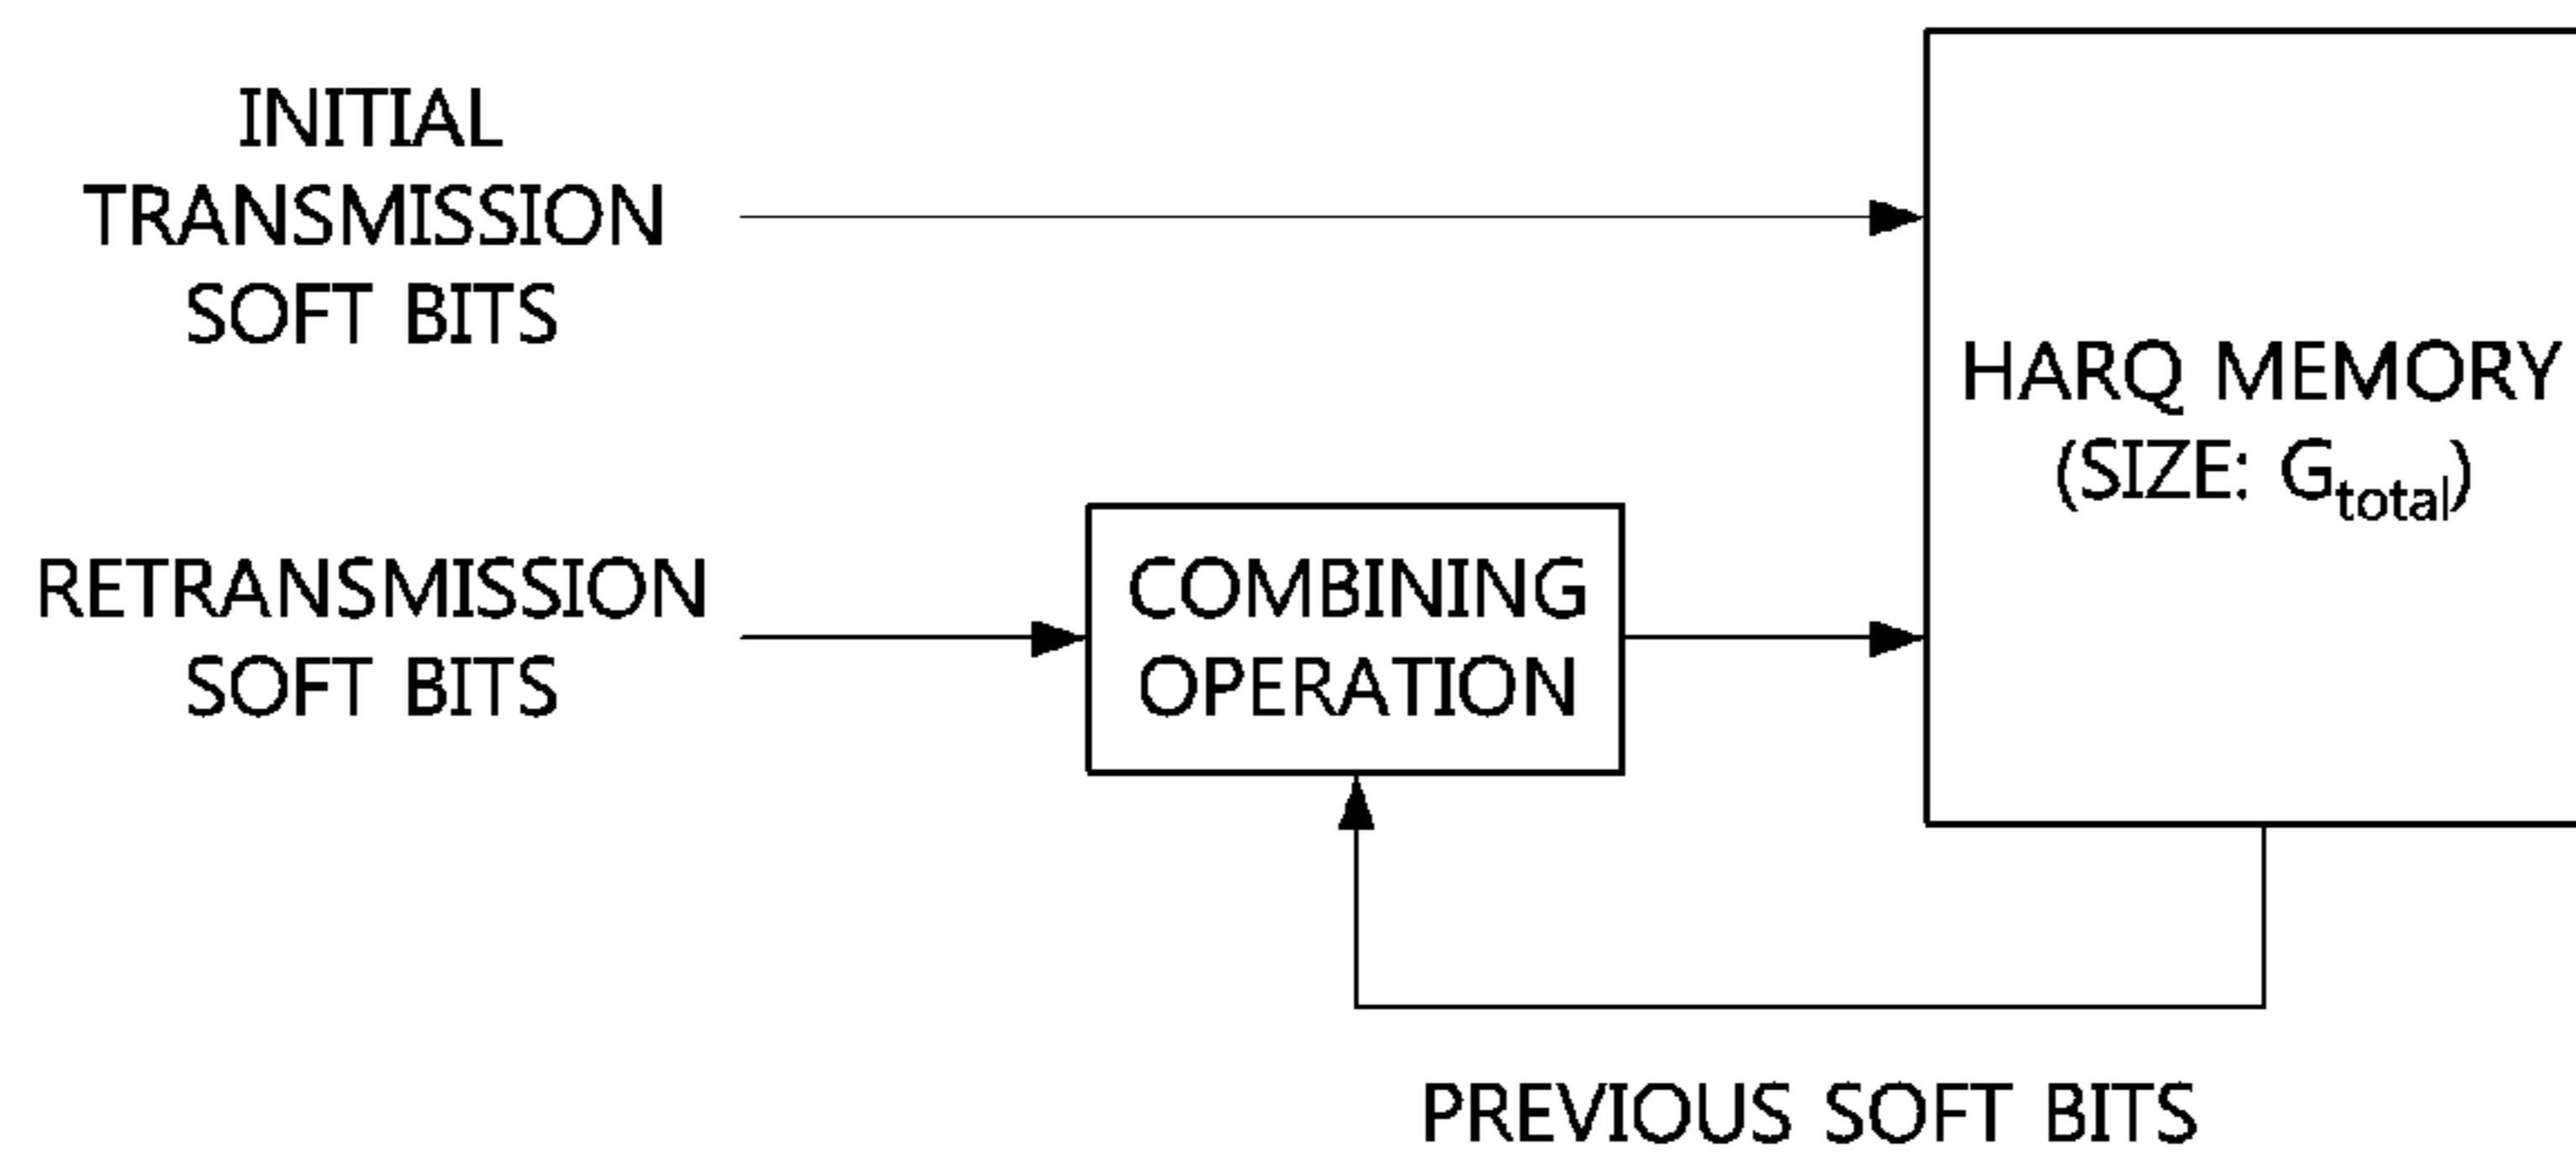 INITIAL
TRANSMISSION
SOFT BITS
HARQ MEMORY
(SIZE: Gtotal)
RETRANSMISSION
SOFT BITS
COMBINING
OPERATION
PREVIOUS SOFT BITS